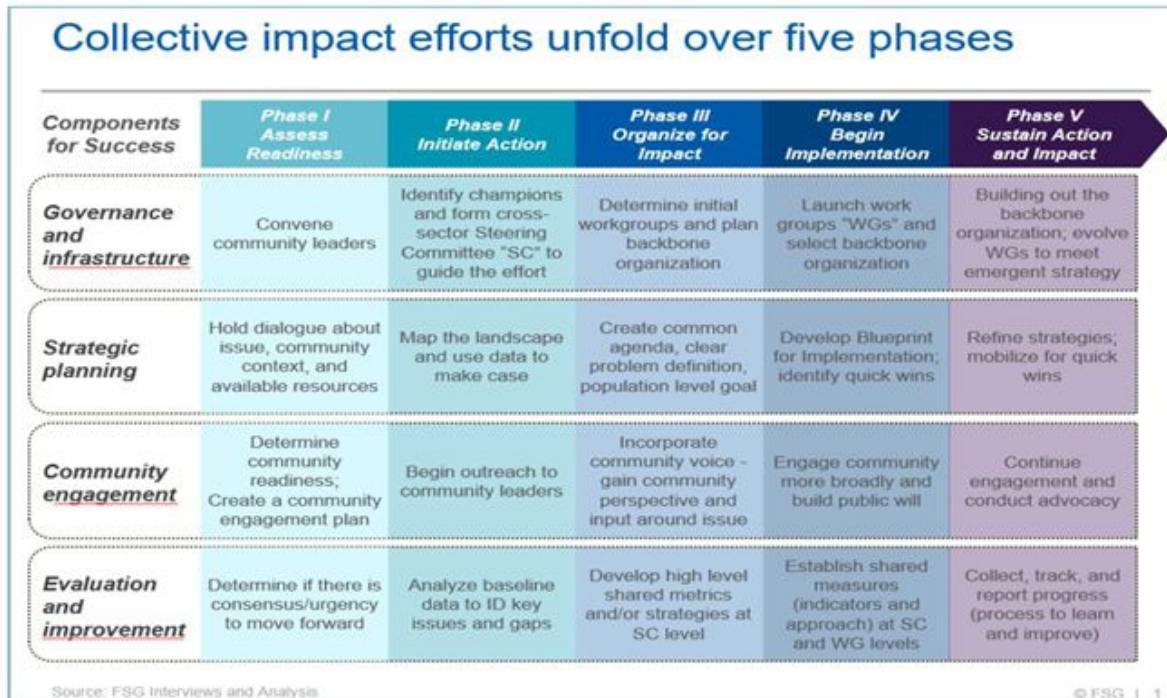 Collective impact efforts unfold over five phases
Components
for Success
Phase I
Assess
Readiness
Phase II
Initiate Action
Phase III
Organize for
Impact
Phase IV
Begin
Implementation
Phase V
Sustain Action
and Impact
Governance
and
infrastructure
Convene
community leaders
Identify champions
and form cross-
sector Steering
Committee "SC" to
guide the effort
Determine initial
workgroups and plan
backbone
organization
Launch work
groups "WGs" and
select backbone
organization
Building out the
backbone
organization; evolve
WGs to meet
emergent strategy
Strategic
planning
Hold dialogue about
issue, community
context, and
available resources
Map the landscape
and use data to
make case
Create common
agenda, clear
problem definition,
population level goal
Develop Blueprint
for Implementation;
identify quick wins
Refine strategies;
mobilize for quick
wins
Community
engagement
Determine
community
readiness;
Create a community
engagement plan
Begin outreach to
community leaders
Incorporate
community voice -
gain community
perspective and
input around issue
Engage community
more broadly and
build public will
Continue
engagement and
conduct advocacy
Evaluation
and
improvement
Determine if there is
consensus/urgency
to move forward
Analyze baseline
data to ID key
issues and gaps
Develop high level
shared metrics
and/or strategies at
SC level
Establish shared
measures
(indicators and
approach) at SC
and WG levels
Collect, track, and
report progress
(process to learn
and improve)
Source: FSG Interviews and Analysis
© FSG | 1